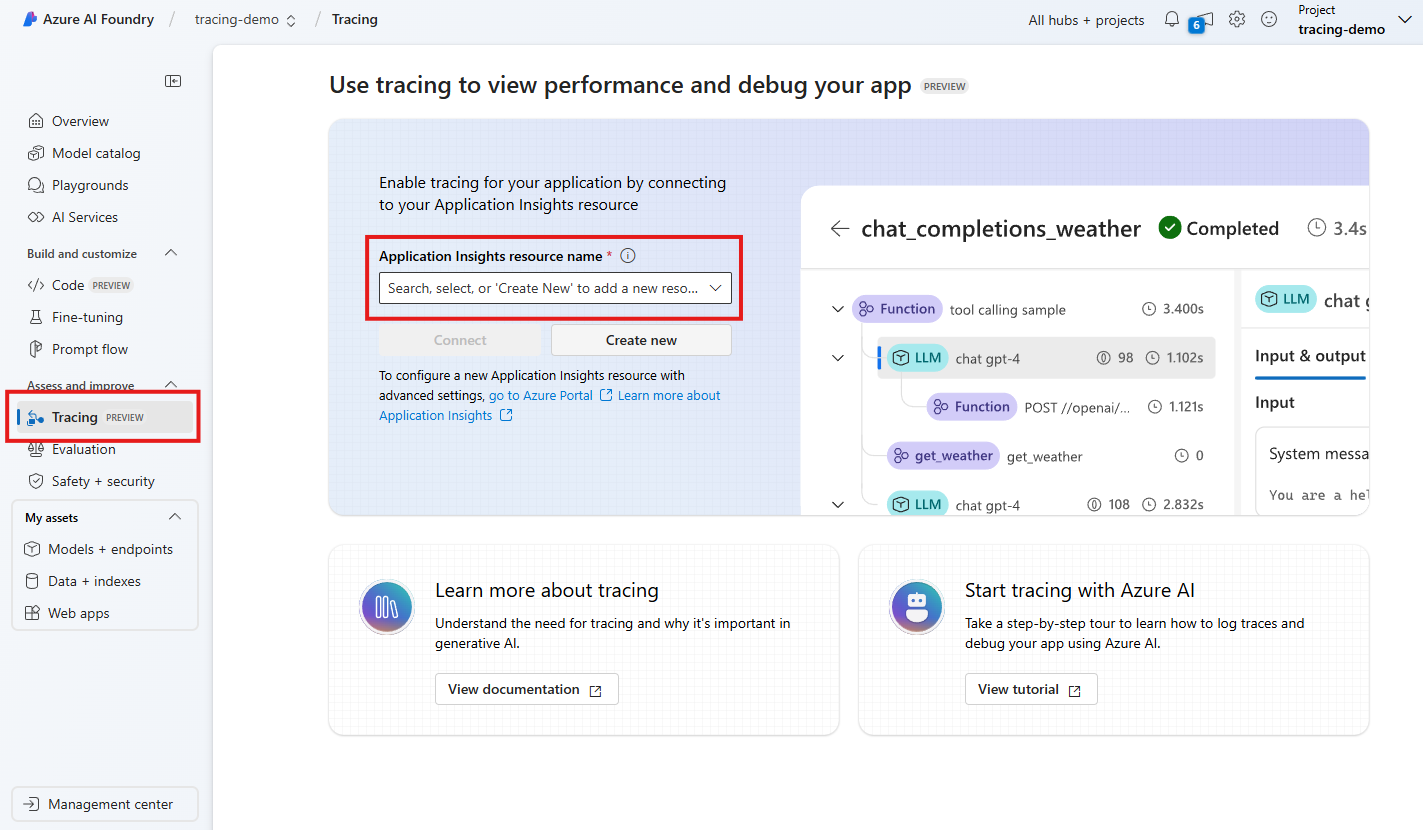 Azure AI Foundry / tracing-demo / Tracing
All hubs + projects
6
Project
tracing-demo
Overview
Model catalog
Playgrounds
AI Services
Build and customize
Code PREVIEW
Fine-tuning
Prompt flow
Assess and improve
Tracing PREVIEW
Evaluation
Safety + security
My assets
Models + endpoints
Data + indexes
Web apps
Management center
Use tracing to view performance and debug your app PREVIEW
Enable tracing for your application by connecting
to your Application Insights resource
Application Insights resource name *
Search, select, or 'Create New' to add a new reso...
Connect
Create new
To configure a new Application Insights resource with
advanced settings, go to Azure Portal Learn more about
Application Insights
chat_completions_weather Completed 3.4s
Function tool calling sample 3.400s
LLM chat gpt-4 98 1.102s
Function POST //openai/... 1.121s
get_weather get_weather 0
LLM chat gpt-4 108 2.832s
LLM chat g
Input & output
Input
System messa
You are a hel
Learn more about tracing
Understand the need for tracing and why it's important in
generative AI.
View documentation
Start tracing with Azure AI
Take a step-by-step tour to learn how to log traces and
debug your app using Azure AI.
View tutorial